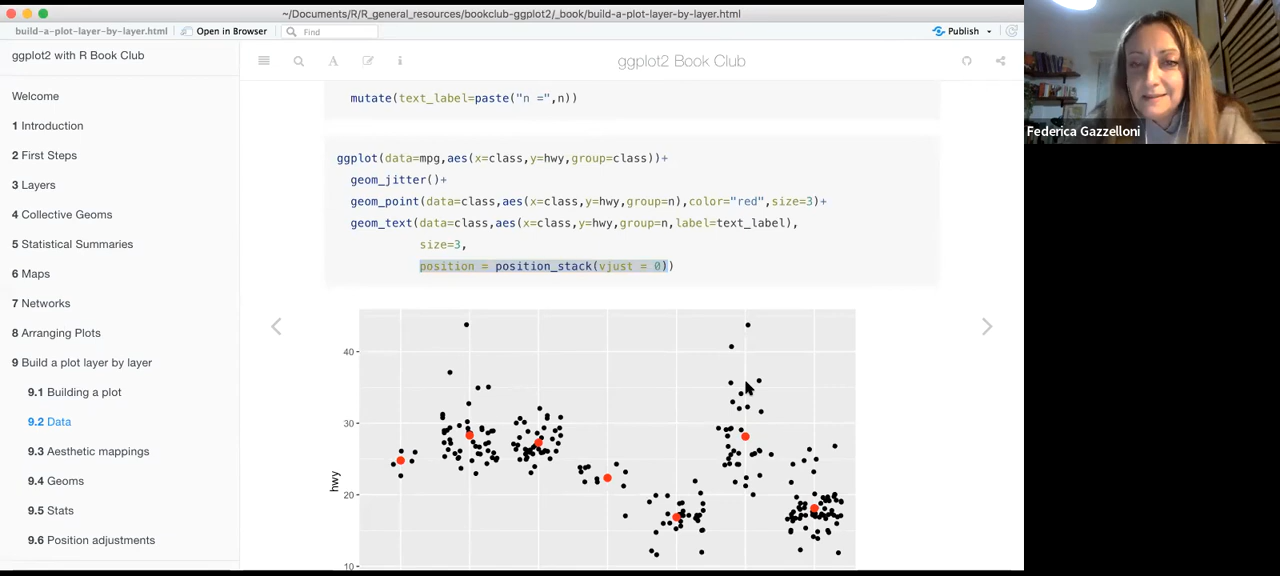 ~/Documents/R/R_general_resources/bookclub-ggplot2/_book/build-a-plot-layer-by-layer.html
build-a-plot-layer-by-layer.html
Open in Browser
Find
Publish
ggplot2 with R Book Club
A
i
ggplot2 Book Club
Welcome
1 Introduction
2 First Steps
3 Layers
4 Collective Geoms
5 Statistical Summaries
6 Maps
7 Networks
8 Arranging Plots
9 Build a plot layer by layer
9.1 Building a plot
9.2 Data
9.3 Aesthetic mappings
9.4 Geoms
9.5 Stats
9.6 Position adjustments
mutate(text_label=paste("n =",n))
ggplot(data=mpg,aes(x=class,y=hwy,group=class))+
geom_jitter()+
geom_point(data=class,aes(x=class,y=hwy,group=n),color="red",size=3)+
geom_text(data=class,aes(x=class,y=hwy,group=n,label=text_label),
size=3,
position = position_stack(vjust = 0))
40
30
20
10
hwy
Federica Gazzelloni